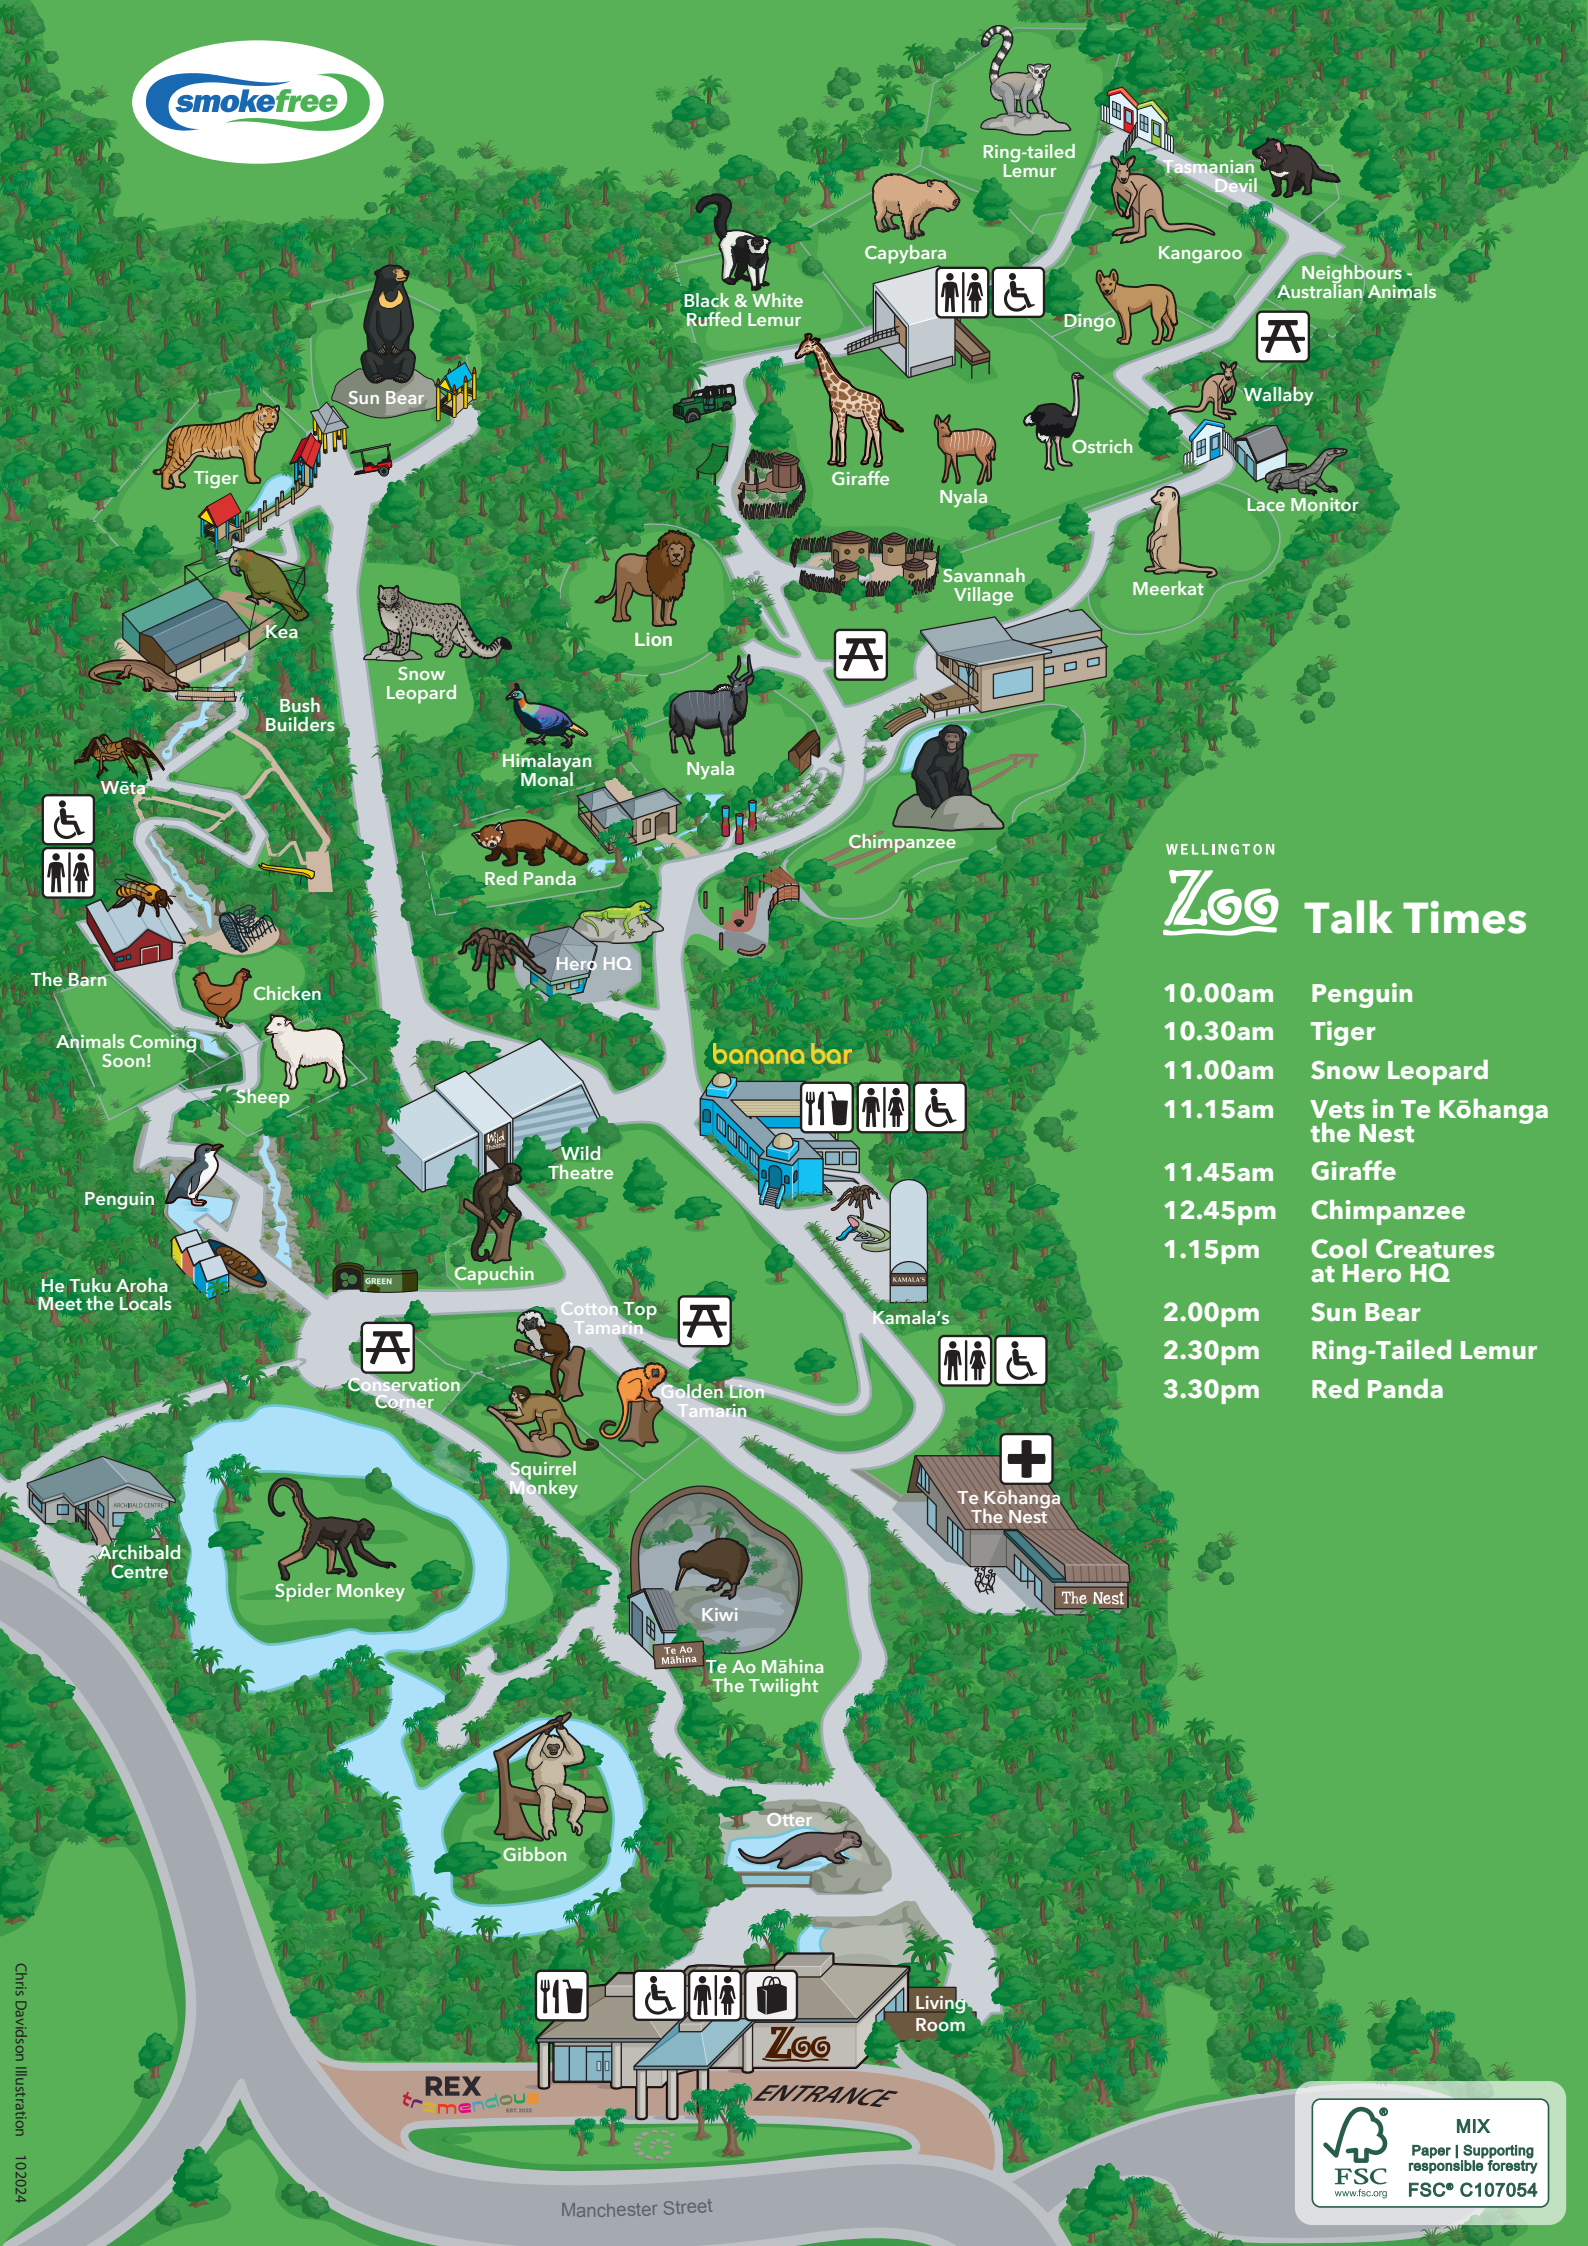 smokefree
Ring-tailed
Lemur
Tasmanian
Devil
Capybara
Kangaroo
Neighbours -
Australian Animals
Black & White
Ruffed Lemur
Dingo
Sun Bear
Wallaby
Tiger
Giraffe
Nyala
Ostrich
Lace Monitor
Savannah
Village
Meerkat
Kea
Lion
Snow
Leopard
Bush
Builders
Himalayan
Monal
Nyala
Wēta
Chimpanzee
Red Panda
Hero HQ
The Barn
Chicken
Animals Coming
Soon!
Sheep
banana bar
Wild
Theatre
Wild
Theatre
Penguin
He Tuku Aroha
Meet the Locals
GREEN
Capuchin
KAMALA'S
Kamala's
Cotton Top
Tamarin
Conservation
Corner
Golden Lion
Tamarin
Squirrel
Monkey
ARCHIBALD CENTRE
Archibald
Centre
Spider Monkey
Te Kōhanga
The Nest
The Nest
Kiwi
Te Ao
Māhina
Te Ao Māhina
The Twilight
Gibbon
Otter
Living
Room
Zoo
REX
tremendous
EST. 2022
ENTRANCE
Manchester Street
WELLINGTON
Zoo Talk Times
10.00am Penguin
10.30am Tiger
11.00am Snow Leopard
11.15am Vets in Te Kōhanga
the Nest
11.45am Giraffe
12.45pm Chimpanzee
1.15pm Cool Creatures
at Hero HQ
2.00pm Sun Bear
2.30pm Ring-Tailed Lemur
3.30pm Red Panda
Chris Davidson Illustration 102024
FSC
www.fsc.org
MIX
Paper | Supporting
responsible forestry
FSC® C107054